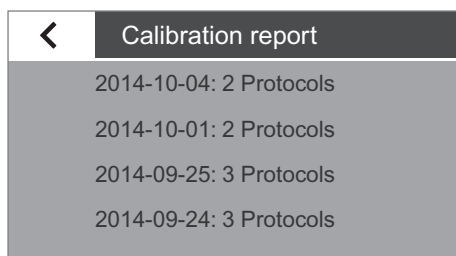 Calibration report
2014-10-04: 2 Protocols
2014-10-01: 2 Protocols
2014-09-25: 3 Protocols
2014-09-24: 3 Protocols